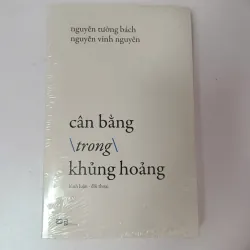 nguyễn tường bách
nguyễn vĩnh nguyên
cân bằng
\trong\
khủng hoảng